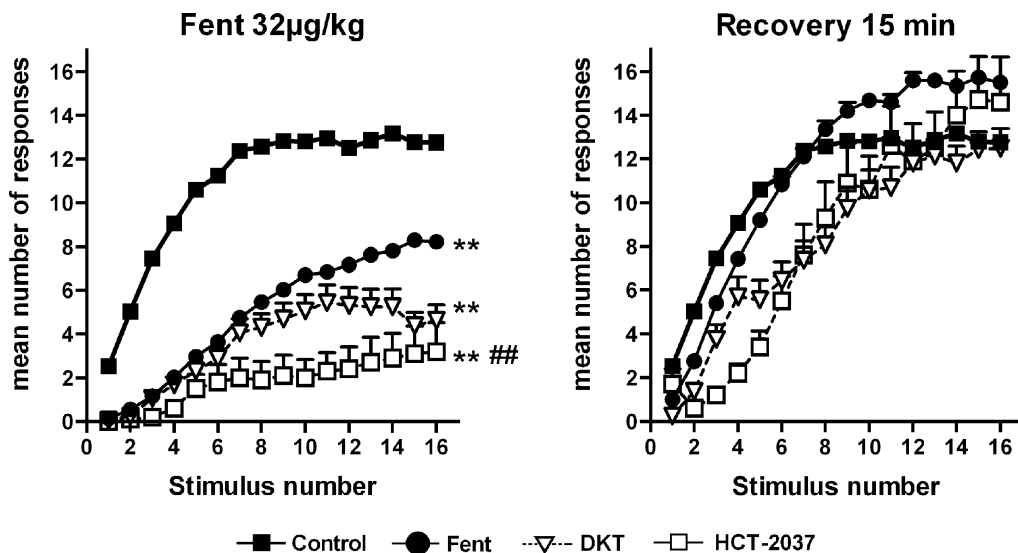 Fent 32µg/kg
mean number of responses
16
14
12
10
8
6
4
2
0
**
**
** ##
0 2 4 6 8 10 12 14 16
Stimulus number
Recovery 15 min
mean number of responses
16
14
12
10
8
6
4
2
0
0 2 4 6 8 10 12 14 16
Stimulus number
Control Fent DKT HCT-2037